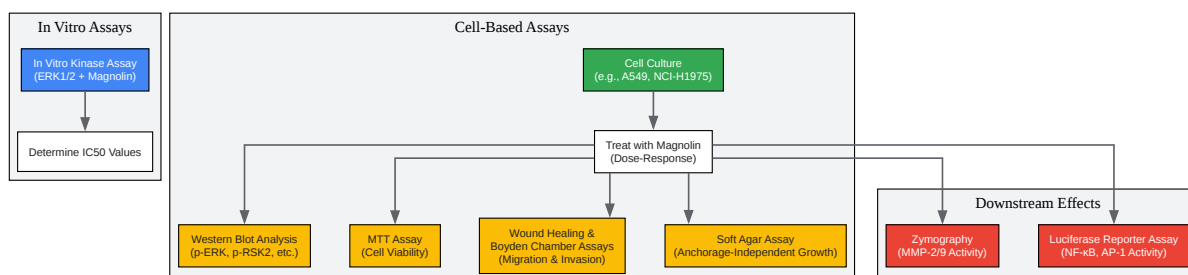 In Vitro Assays
In Vitro Kinase Assay
(ERK1/2 + Magnolin)
Determine IC50 Values
Cell-Based Assays
Cell Culture
(e.g., A549, NCI-H1975)
Treat with Magnolin
(Dose-Response)
Western Blot Analysis
(p-ERK, p-RSK2, etc.)
MTT Assay
(Cell Viability)
Wound Healing &
Boyden Chamber Assays
(Migration & Invasion)
Soft Agar Assay
(Anchorage-Independent Growth)
Downstream Effects
Zymography
(MMP-2/9 Activity)
Luciferase Reporter Assay
(NF-κB, AP-1 Activity)